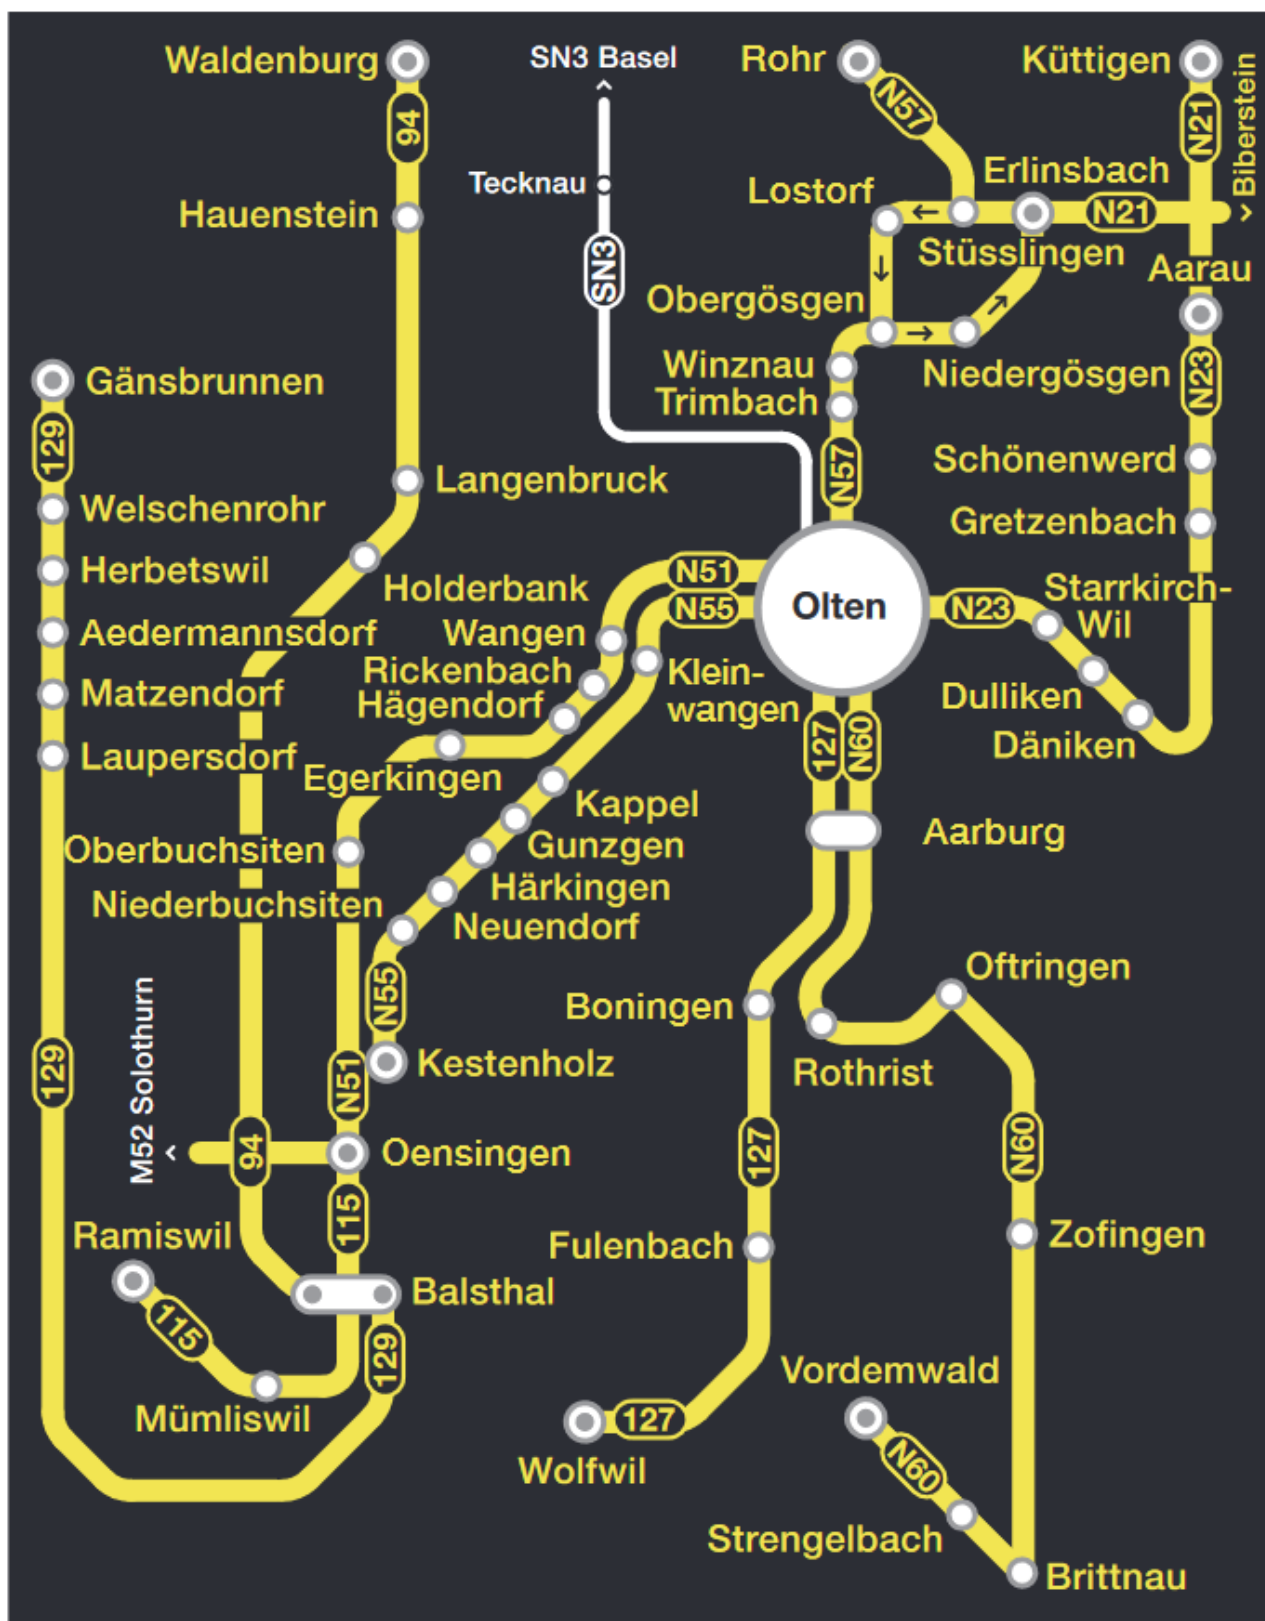 Waldenburg
SN3 Basel
Rohr
Küttigen
94
N57
N21
Biberstein
Tecknau
Erlinsbach
Lostorf
Hauenstein
N21
SN3
Stüsslingen
Aarau
Obergösgen
Winznau
Niedergösgen
N23
Gänsbrunnen
Trimbach
129
N57
Schönenwerd
Langenbruck
Welschenrohr
Gretzenbach
Herbetswil
N51
Holderbank
N55
Olten
N23
Starrkirch-
Wil
Aedermannsdorf
Wangen
Rickenbach
Klein-
wangen
Matzendorf
Hägendorf
Dulliken
Däniken
Laupersdorf
127
N60
Egerkingen
Kappel
Aarburg
Oberbuchsiten
Gunzgen
Härkingen
Niederbuchsiten
Neuendorf
Oftringen
N55
Boningen
M52 Solothurn
129
N51
Kestenholz
Rothrist
94
Oensingen
127
N60
115
Ramiswil
Fulenbach
Zofingen
Balsthal
115
129
Vordemwald
Mümliswil
127
Wolfwil
N60
Strengelbach
Brittnau